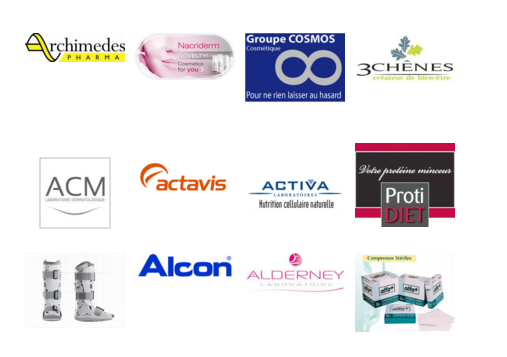 Archimedes
PHARMA
Nacriderm
NOVELTY
Cosmetics
for you
Groupe COSMOS
Cosmétique
Pour ne rien laisser au hasard
3CHÊNES
créateur de bien-être
ACM
LABORATOIRE DERMATOLOGIQUE
actavis
ACTIVA
LABORATOIRES
Nutrition cellulaire naturelle
Votre protéine minceur
Proti
DIET
Alcon
ALDERNEY
LABORATOIRE
Compresses Stériles